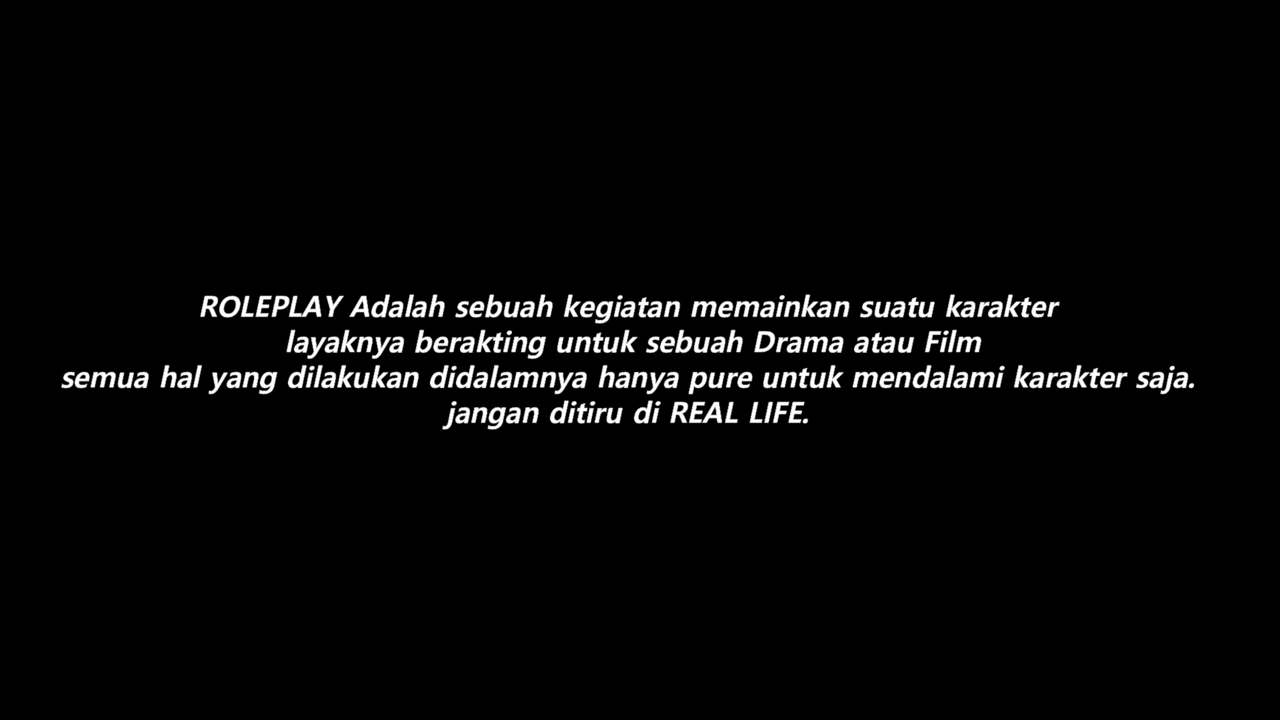 ROLEPLAY Adalah sebuah kegiatan memainkan suatu karakter
layaknya berakting untuk sebuah Drama atau Film
semua hal yang dilakukan didalamnya hanya pure untuk mendalami karakter saja.
jangan ditiru di REAL LIFE.